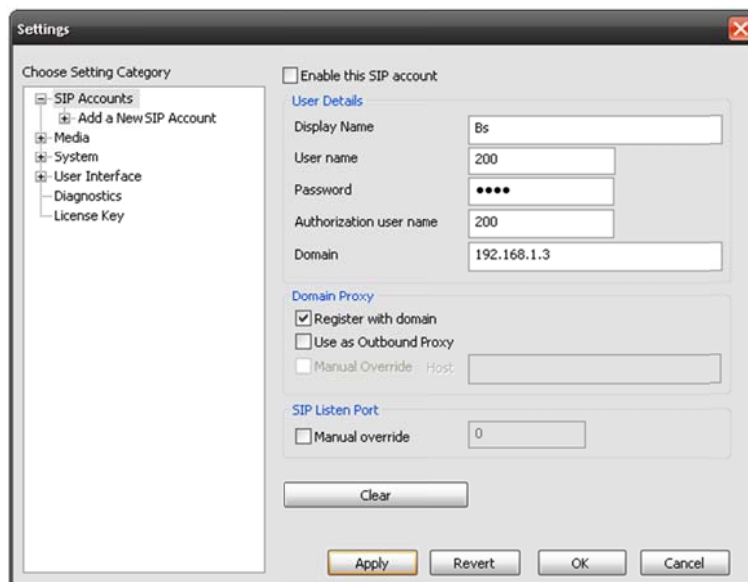 Settings
Choose Setting Category
SIP Accounts
Add a New SIP Account
Media
System
User Interface
Diagnostics
License Key
Enable this SIP account
User Details
Display Name Bs
User name 200
Password ••••
Authorization user name 200
Domain 192.168.1.3
Domain Proxy
Register with domain
Use as Outbound Proxy
Manual Override Host
SIP Listen Port
Manual override 0
Clear
Apply Revert OK Cancel